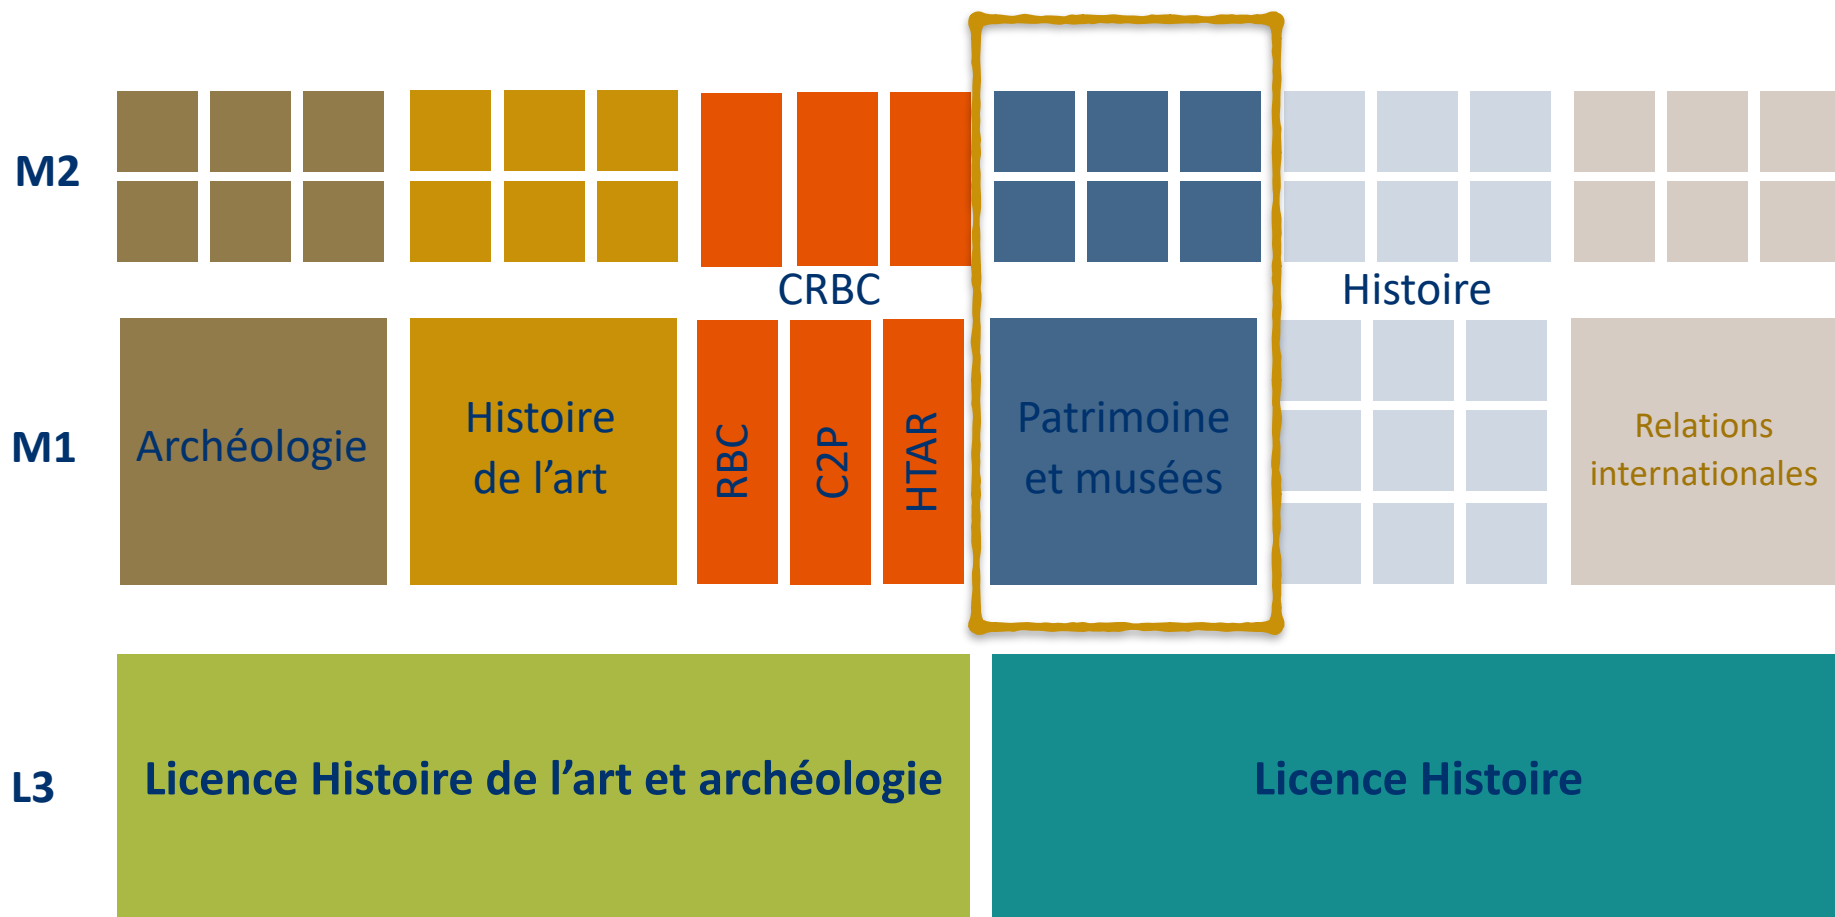 M2
CRBC
Histoire
M1
Archéologie
Histoire
de l’art
RBC
C2P
HTAR
Patrimoine
et musées
Relations
internationales
L3
Licence Histoire de l’art et archéologie
Licence Histoire